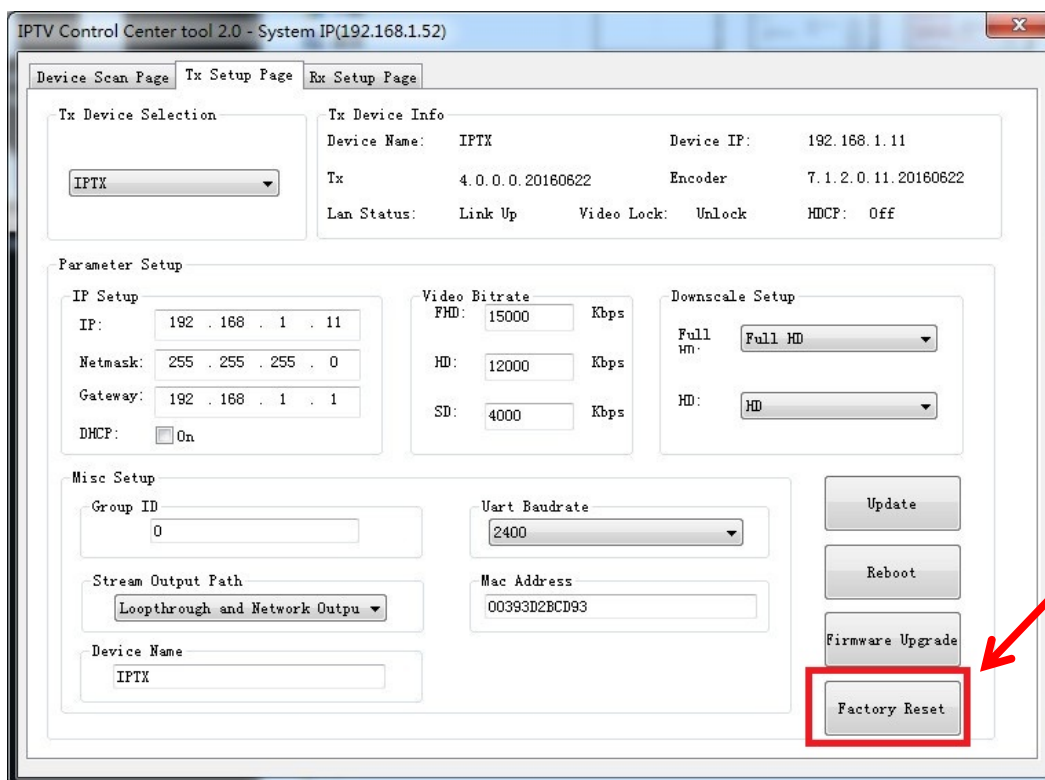 IPTV Control Center tool 2.0 - System IP(192.168.1.52)
Device Scan Page Tx Setup Page Rx Setup Page
Tx Device Selection
IPTX
Tx Device Info
Device Name: IPTX Device IP: 192.168.1.11
Tx 4.0.0.0.20160622 Encoder 7.1.2.0.11.20160622
Lan Status: Link Up Video Lock: Unlock HDCP: Off
Parameter Setup
IP Setup
IP: 192 . 168 . 1 . 11
Netmask: 255 . 255 . 255 . 0
Gateway: 192 . 168 . 1 . 1
DHCP: On
Video Bitrate
FHD: 15000 Kbps
HD: 12000 Kbps
SD: 4000 Kbps
Downscale Setup
Full HD: Full HD
HD: HD
Misc Setup
Group ID
0
Uart Baudrate
2400
Stream Output Path
Loopthrough and Network Outpu
Mac Address
00393D2BCD93
Device Name
IPTX
Update
Reboot
Firmware Upgrade
Factory Reset